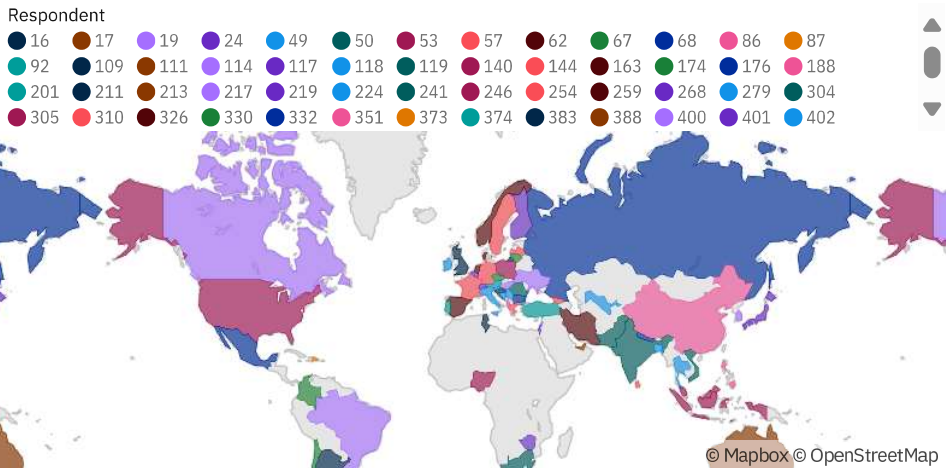 Respondent
16 17 19 24 49 50 53 57 62 67 68 86 87
92 109 111 114 117 118 119 140 144 163 174 176 188
201 211 213 217 219 224 241 246 254 259 268 279 304
305 310 326 330 332 351 373 374 383 388 400 401 402
© Mapbox © OpenStreetMap